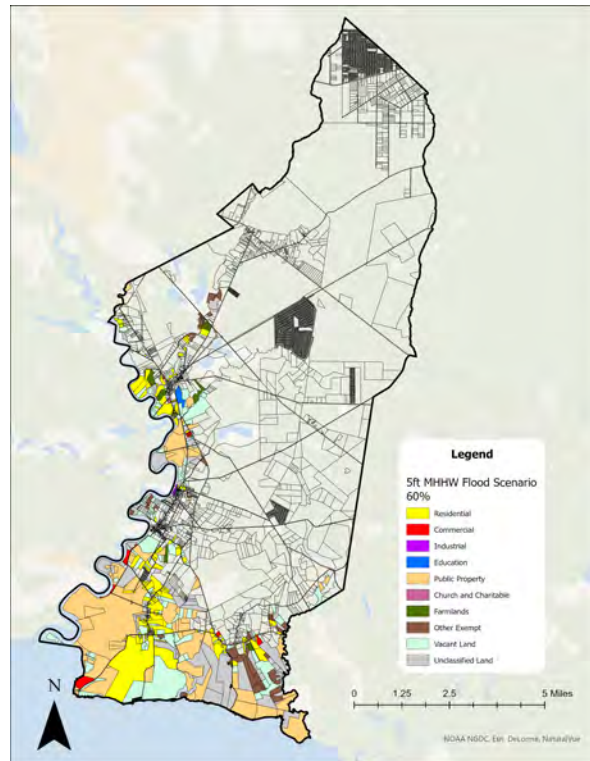 Legend
5ft MHHW Flood Scenario
60%
Residential
Commercial
Industrial
Education
Public Property
Church and Charitable
Farmlands
Other Exempt
Vacant Land
Unclassified Land
N
0 1.25 2.5 5 Miles
NOAA NGDC, Esri, DeLorme, NaturalVue